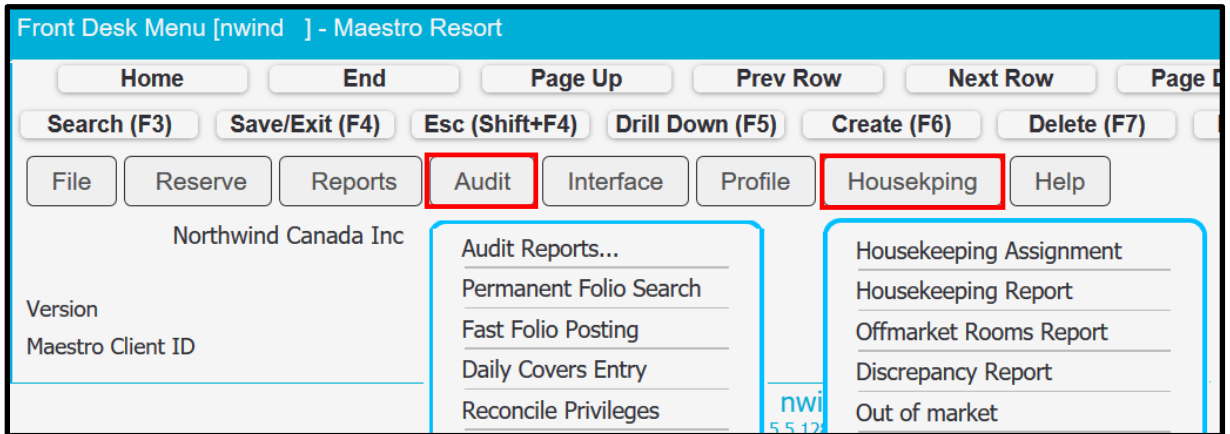 Front Desk Menu [nwind   ] - Maestro Resort
Home End Page Up Prev Row Next Row Page
Search (F3) Save/Exit (F4) Esc (Shift+F4) Drill Down (F5) Create (F6) Delete (F7)
File Reserve Reports Audit Interface Profile Housekping Help
Northwind Canada Inc
Version
Maestro Client ID
Audit Reports...
Permanent Folio Search
Fast Folio Posting
Daily Covers Entry
Reconcile Privileges
nwi
Housekeeping Assignment
Housekeeping Report
Offmarket Rooms Report
Discrepancy Report
Out of market